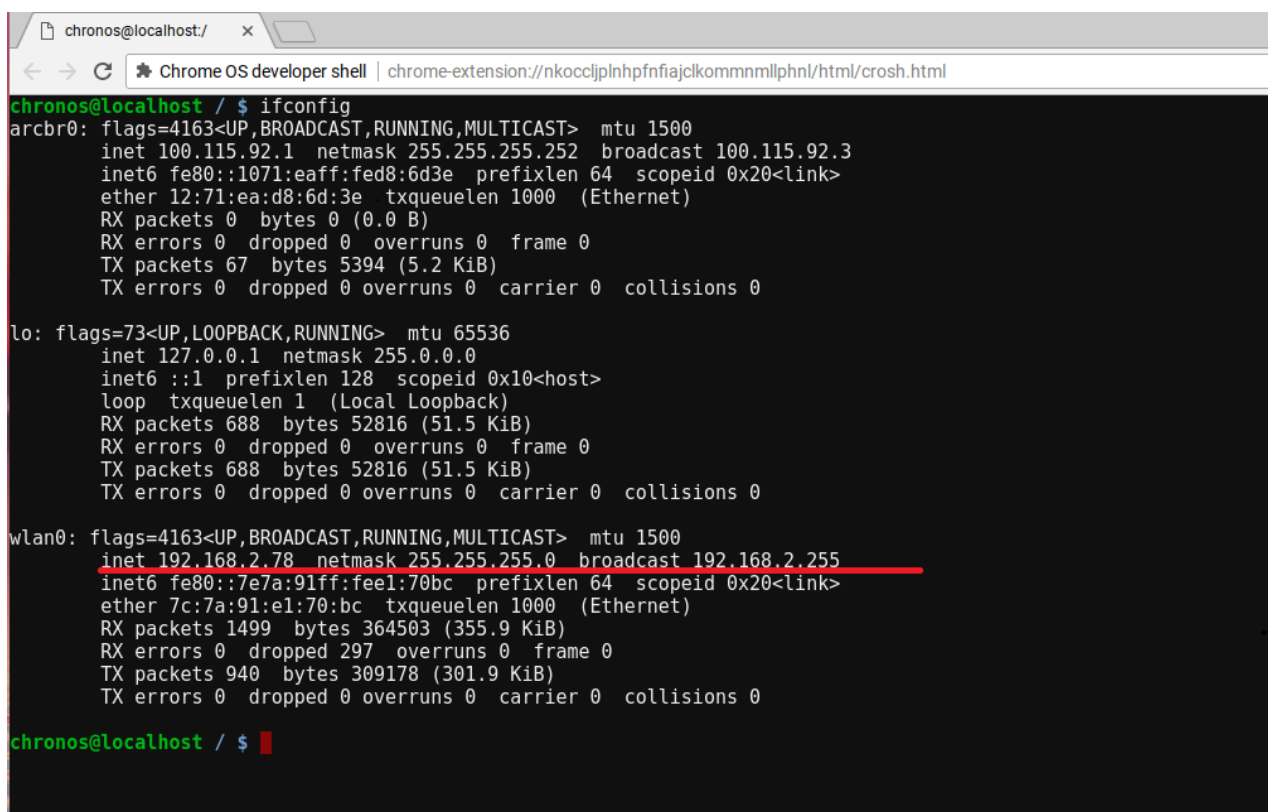 chronos@localhost:/
Chrome OS developer shell | chrome-extension://nkoccljplnhpfnfiajclkommnmllphnl/html/crosh.html
chronos@localhost / $ ifconfig
arcbr0: flags=4163<UP,BROADCAST,RUNNING,MULTICAST>  mtu 1500
        inet 100.115.92.1  netmask 255.255.255.252  broadcast 100.115.92.3
        inet6 fe80::1071:eaff:fed8:6d3e  prefixlen 64  scopeid 0x20<link>
        ether 12:71:ea:d8:6d:3e  txqueuelen 1000  (Ethernet)
        RX packets 0  bytes 0 (0.0 B)
        RX errors 0  dropped 0  overruns 0  frame 0
        TX packets 67  bytes 5394 (5.2 KiB)
        TX errors 0  dropped 0 overruns 0  carrier 0  collisions 0
lo: flags=73<UP,LOOPBACK,RUNNING>  mtu 65536
        inet 127.0.0.1  netmask 255.0.0.0
        inet6 ::1  prefixlen 128  scopeid 0x10<host>
        loop  txqueuelen 1  (Local Loopback)
        RX packets 688  bytes 52816 (51.5 KiB)
        RX errors 0  dropped 0  overruns 0  frame 0
        TX packets 688  bytes 52816 (51.5 KiB)
        TX errors 0  dropped 0 overruns 0  carrier 0  collisions 0
wlan0: flags=4163<UP,BROADCAST,RUNNING,MULTICAST>  mtu 1500
        inet 192.168.2.78  netmask 255.255.255.0  broadcast 192.168.2.255
        inet6 fe80::7e7a:91ff:fee1:70bc  prefixlen 64  scopeid 0x20<link>
        ether 7c:7a:91:e1:70:bc  txqueuelen 1000  (Ethernet)
        RX packets 1499  bytes 364503 (355.9 KiB)
        RX errors 0  dropped 297  overruns 0  frame 0
        TX packets 940  bytes 309178 (301.9 KiB)
        TX errors 0  dropped 0 overruns 0  carrier 0  collisions 0
chronos@localhost / $